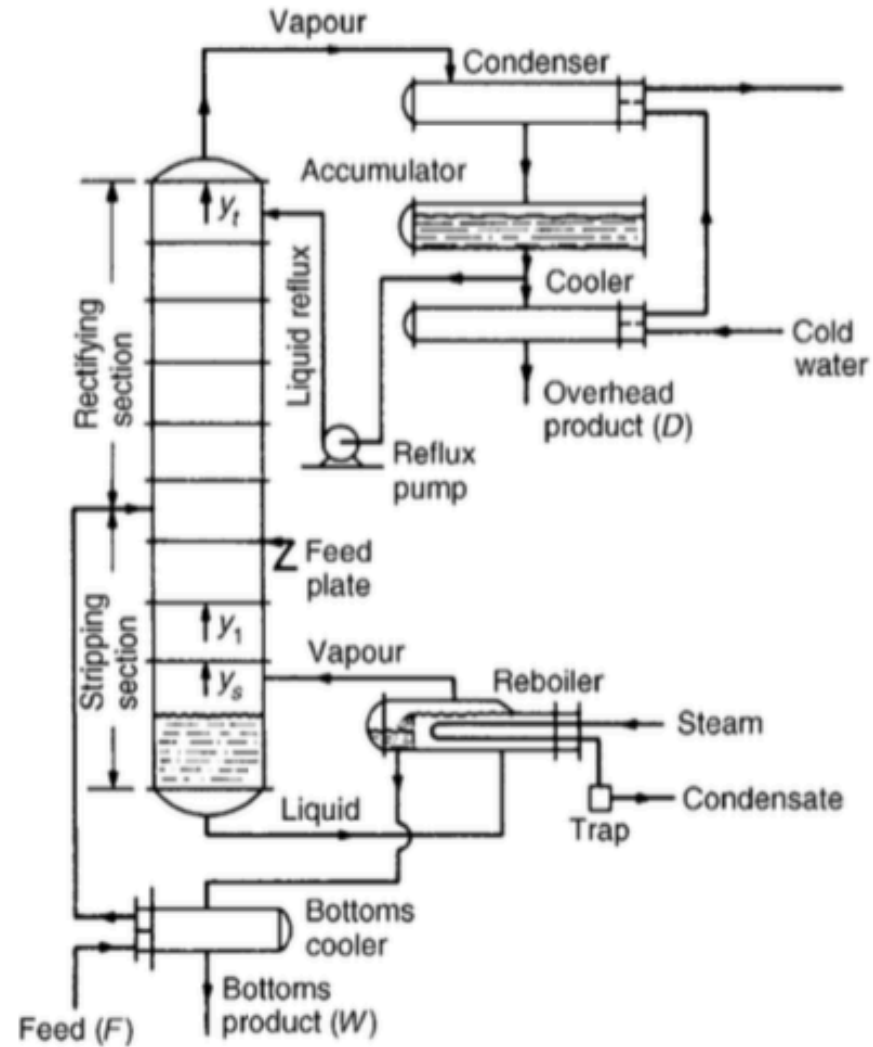 Vapour
Condenser
Accumulator
y_t
Liquid reflux
Cooler
Cold
water
Rectifying
section
Overhead
product (D)
Reflux
pump
Feed
plate
Stripping
section
y_1
Vapour
y_s
Reboiler
Steam
Liquid
Condensate
Trap
Bottoms
cooler
Bottoms
product (W)
Feed (F)